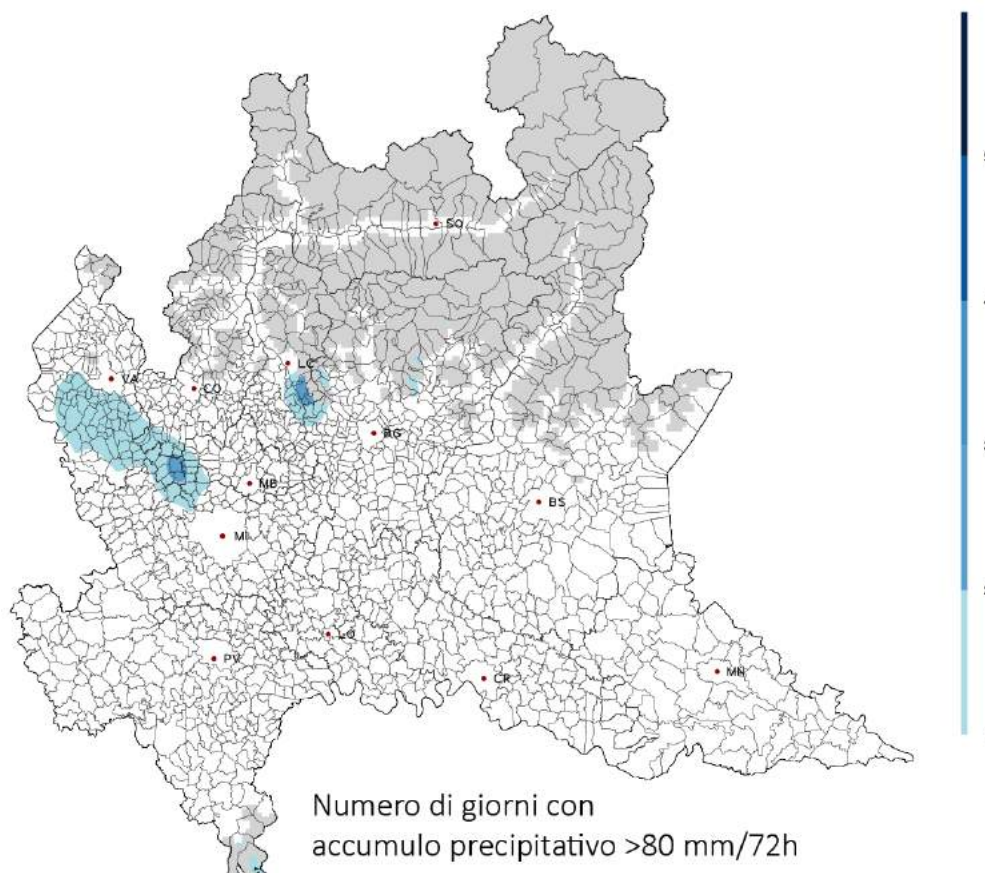 SO
LC
VA
CO
BG
MB
BS
MI
LO
PV
MN
CR
Numero di giorni con
accumulo precipitativo >80 mm/72h